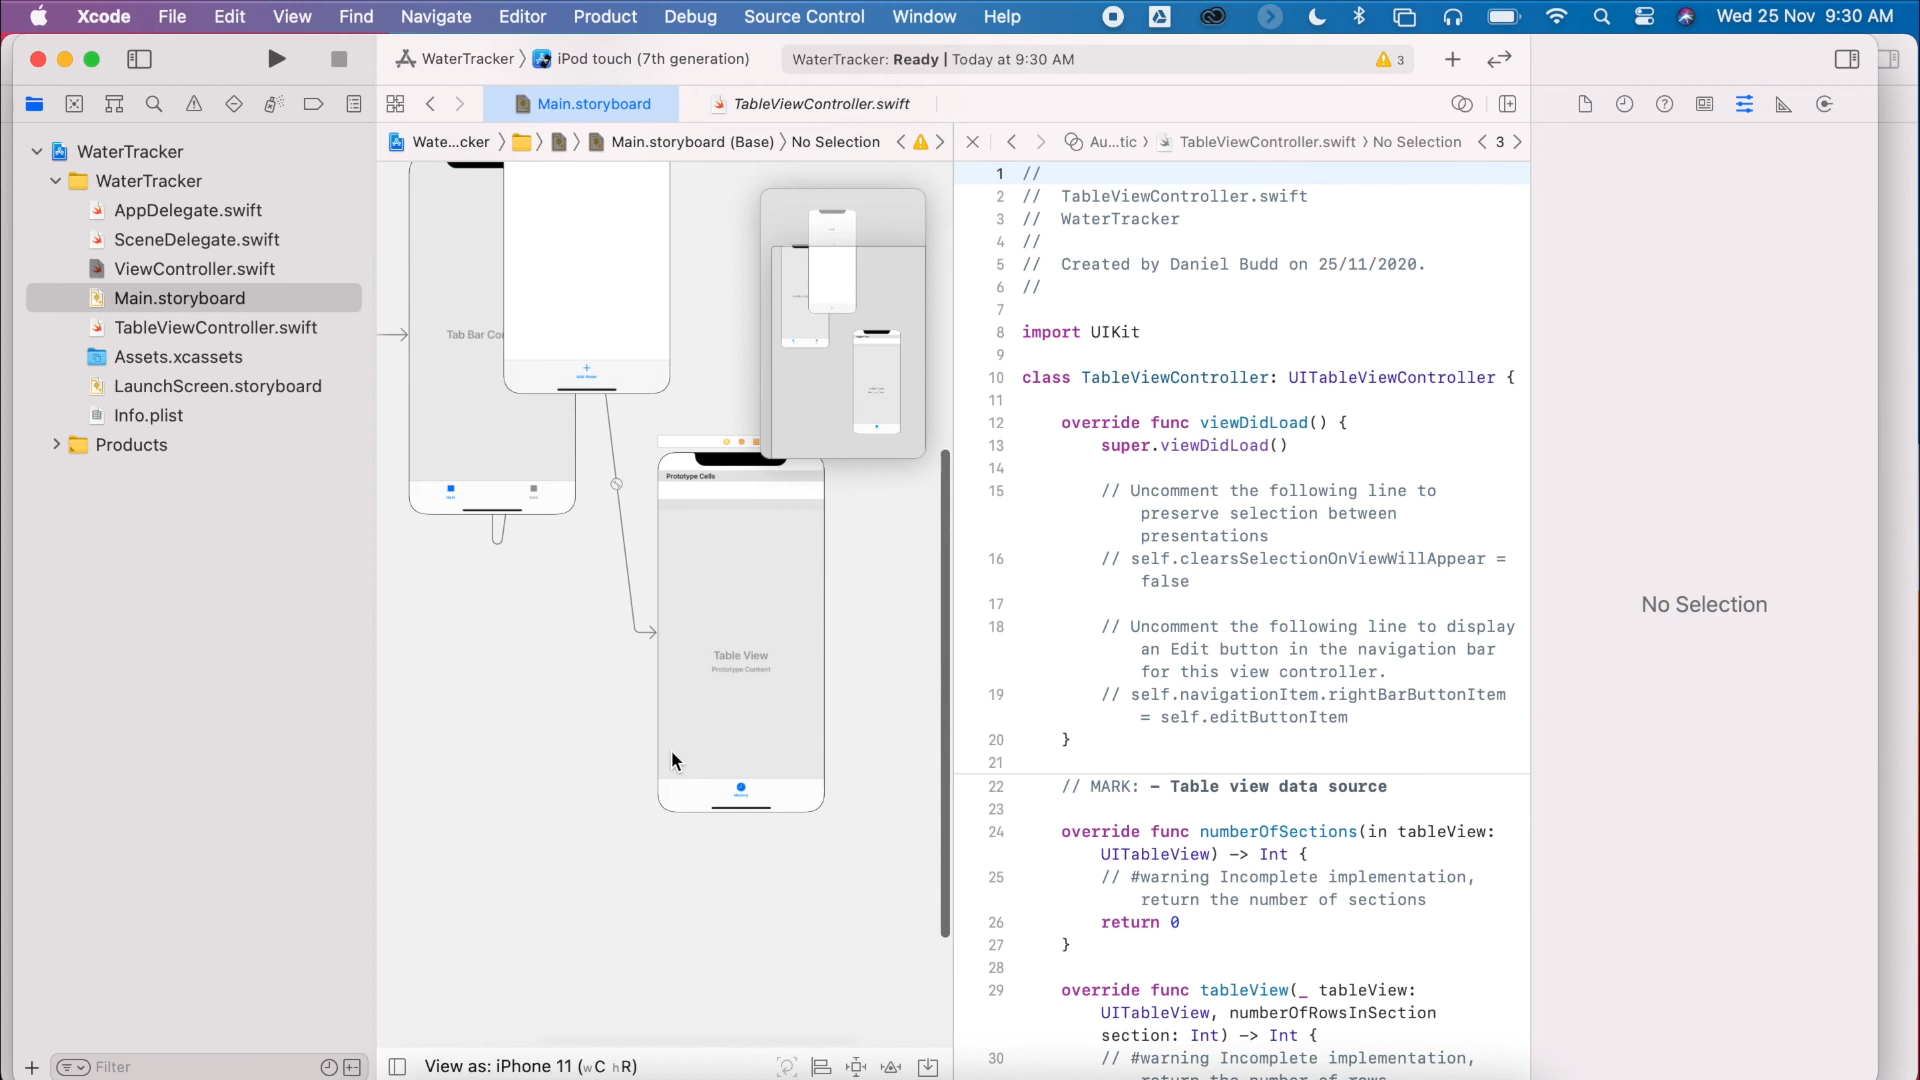 Xcode File Edit View Find Navigate Editor Product Debug Source Control Window Help Wed 25 Nov 9:30 AM
WaterTracker iPod touch (7th generation) WaterTracker: Ready | Today at 9:30 AM 3
Main.storyboard TableViewController.swift
Wate...cker Main.storyboard (Base) No Selection Au...tic TableViewController.swift No Selection 3
WaterTracker
WaterTracker
AppDelegate.swift
SceneDelegate.swift
ViewController.swift
Main.storyboard
TableViewController.swift
Assets.xcassets
LaunchScreen.storyboard
Info.plist
Products
Filter
Tab Bar Co
Add Water
Prototype Cells
Table View
Prototype Content
View as: iPhone 11 (wC hR)
1 //
2 // TableViewController.swift
3 // WaterTracker
4 //
5 // Created by Daniel Budd on 25/11/2020.
6 //
7
8 import UIKit
9
10 class TableViewController: UITableViewController {
11
12 override func viewDidLoad() {
13 super.viewDidLoad()
14
15 // Uncomment the following line to
preserve selection between
presentations
16 // self.clearsSelectionOnViewWillAppear =
false
17
18 // Uncomment the following line to display
an Edit button in the navigation bar
for this view controller.
19 // self.navigationItem.rightBarButtonItem
= self.editButtonItem
20 }
21
22 // MARK: - Table view data source
23
24 override func numberOfSections(in tableView:
UITableView) -> Int {
25 // #warning Incomplete implementation,
return the number of sections
26 return 0
27 }
28
29 override func tableView(_ tableView:
UITableView, numberOfRowsInSection
section: Int) -> Int {
30 // #warning Incomplete implementation,
return the number of rows
No Selection